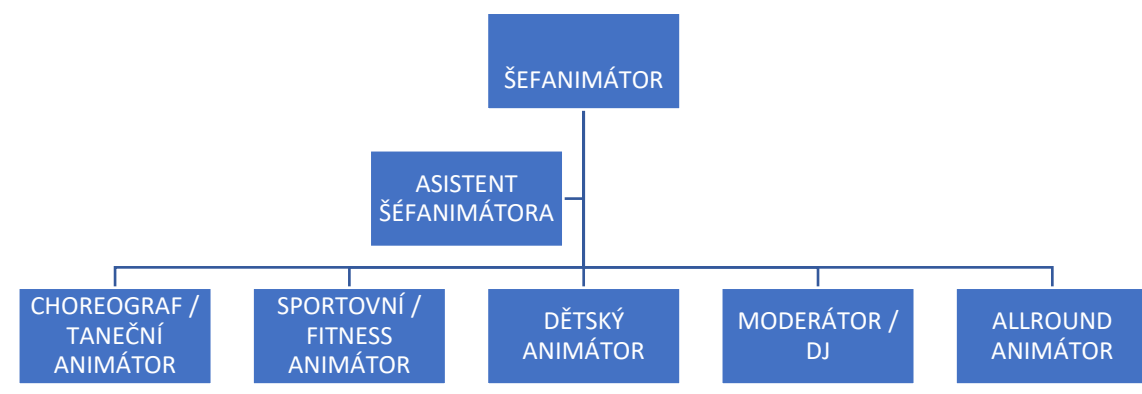 ŠEFANIMÁTOR
ASISTENT
ŠÉFANIMÁTORA
CHOREOGRAF /
TANEČNÍ
ANIMÁTOR
SPORTOVNÍ /
FITNESS
ANIMÁTOR
DĚTSKÝ
ANIMÁTOR
MODERÁTOR /
DJ
ALLROUND
ANIMÁTOR